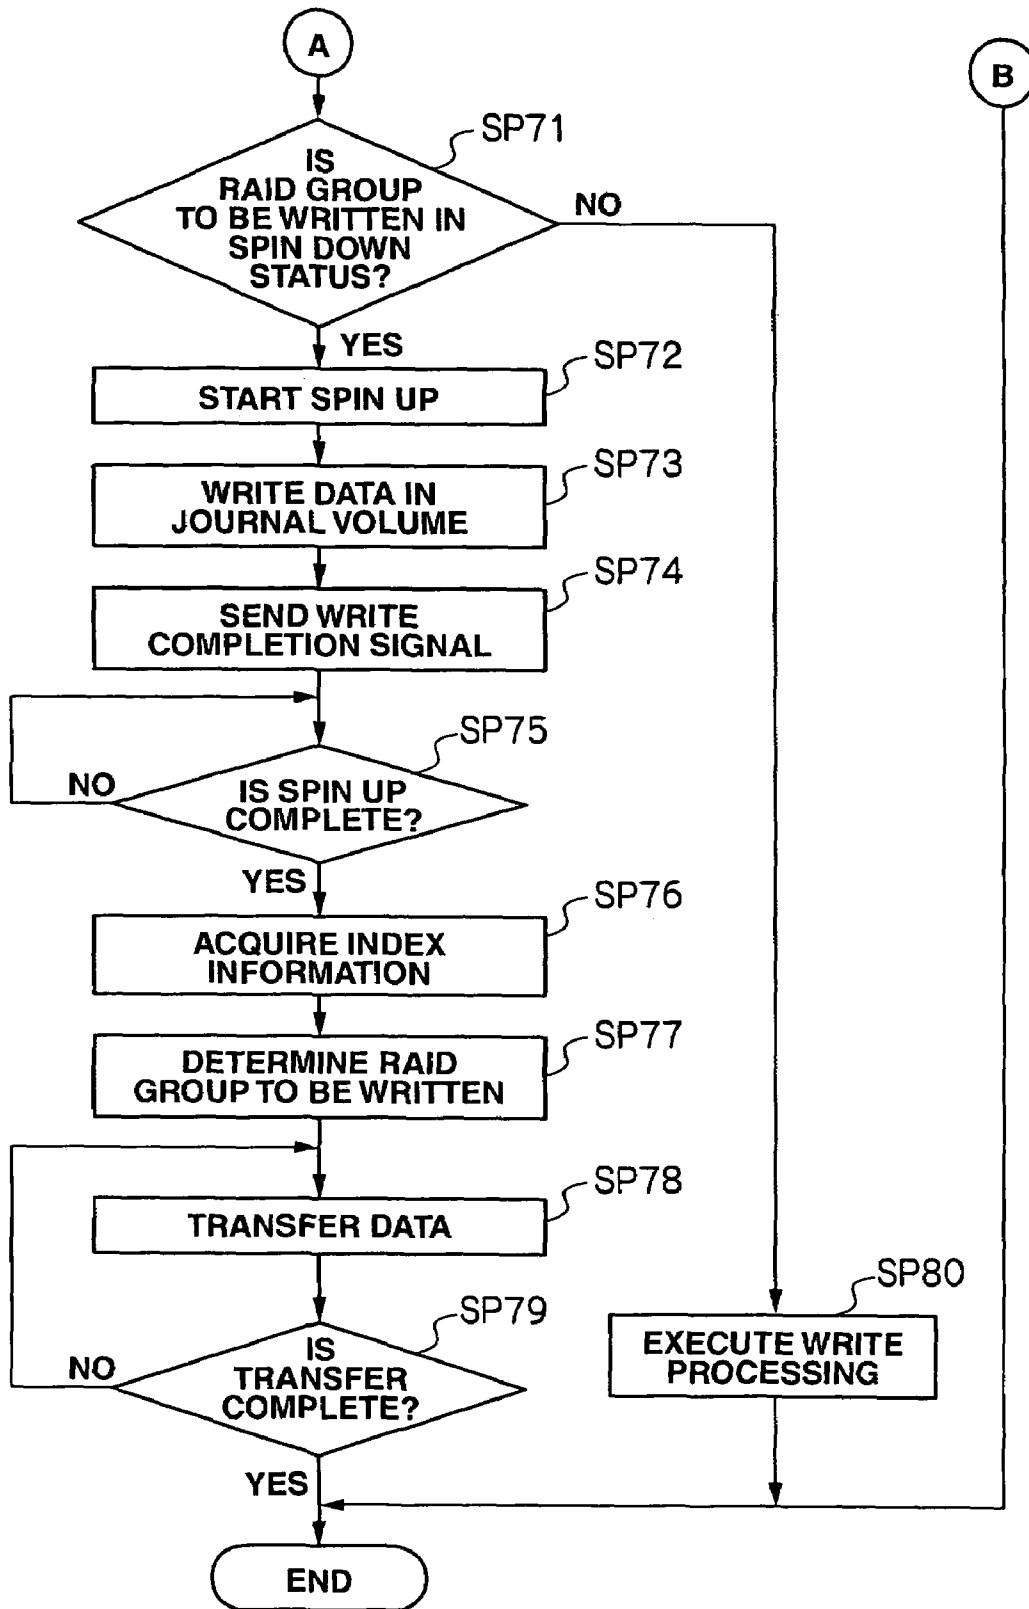 A
B
SP71
IS
RAID GROUP
TO BE WRITTEN IN
SPIN DOWN
STATUS?
NO
YES
SP72
START SPIN UP
SP73
WRITE DATA IN
JOURNAL VOLUME
SP74
SEND WRITE
COMPLETION SIGNAL
SP75
NO
IS SPIN UP
COMPLETE?
YES
SP76
ACQUIRE INDEX
INFORMATION
SP77
DETERMINE RAID
GROUP TO BE WRITTEN
SP78
TRANSFER DATA
SP79
SP80
IS
TRANSFER
COMPLETE?
NO
EXECUTE WRITE
PROCESSING
YES
END